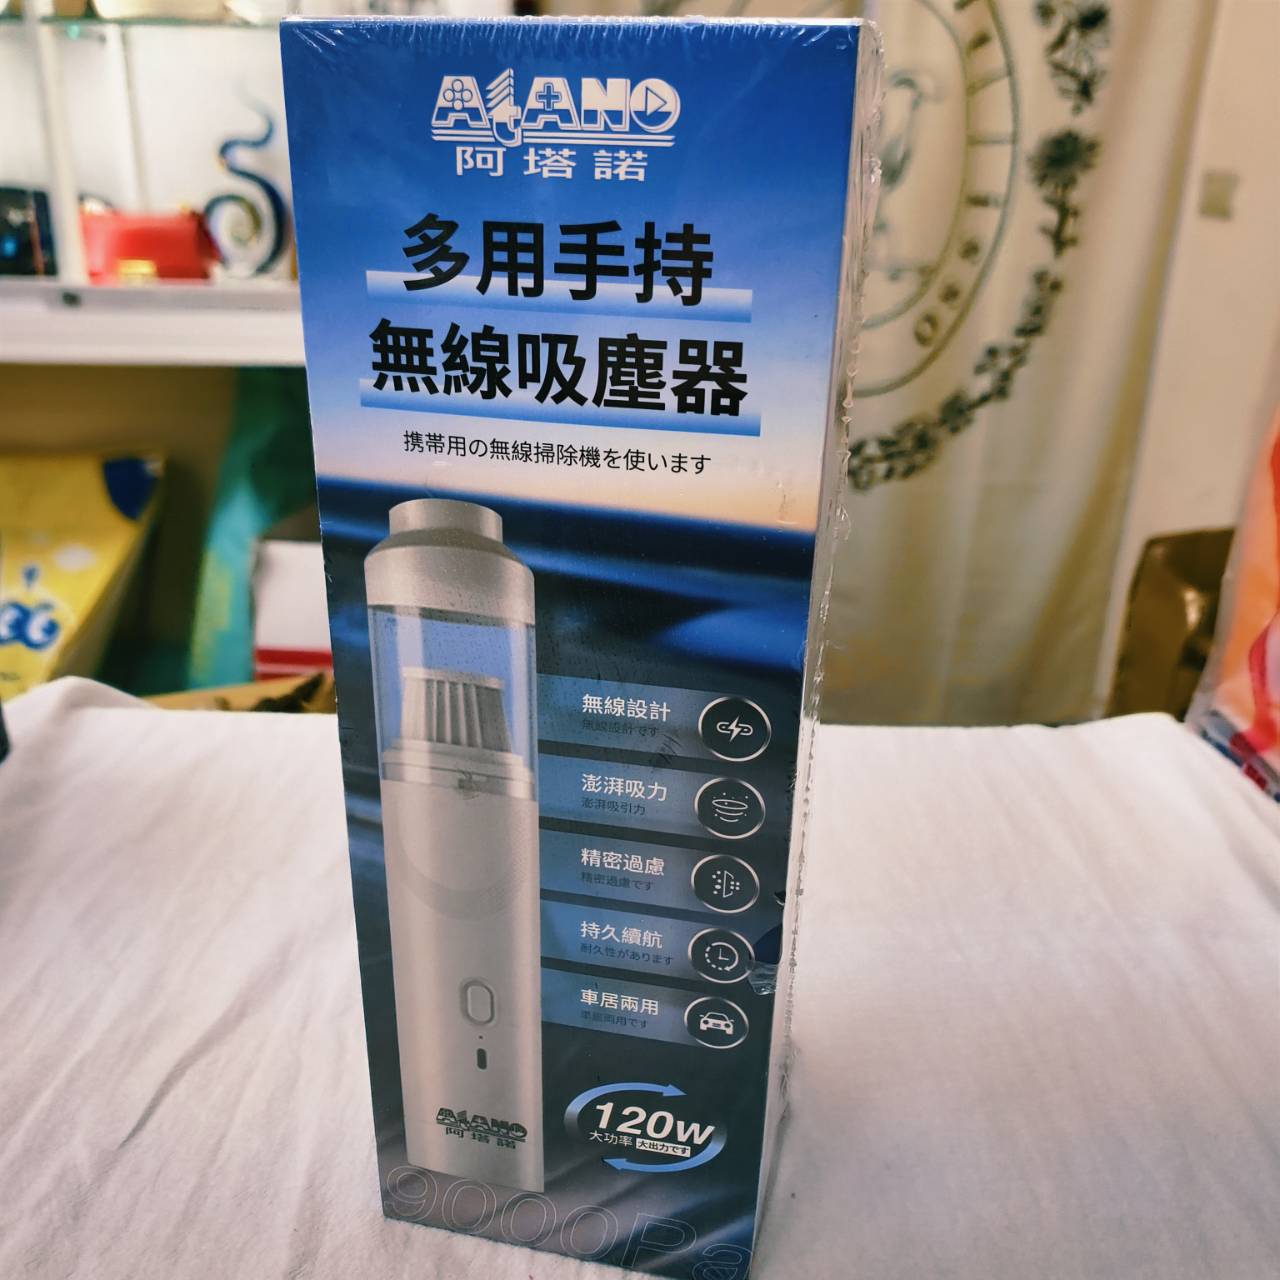 AtANO
阿塔諾
多用手持
無線吸塵器
携帯用の無線掃除機を使います
無線設計
無線設計です
澎湃吸力
澎湃吸引力
精密過慮
精密過慮です
持久續航
耐久性があります
車居兩用
車居兩用です
120W
大功率 大出力です
AtANO
阿塔諾
9000Pa
OSSI